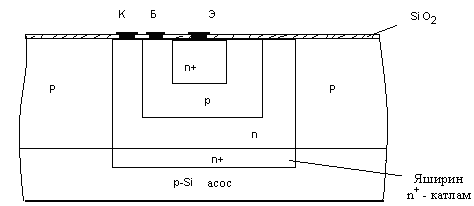 К Б Э
SiO2
n+
P P
p
n
n+
p-Si асос
Яширин
n+ - катлам